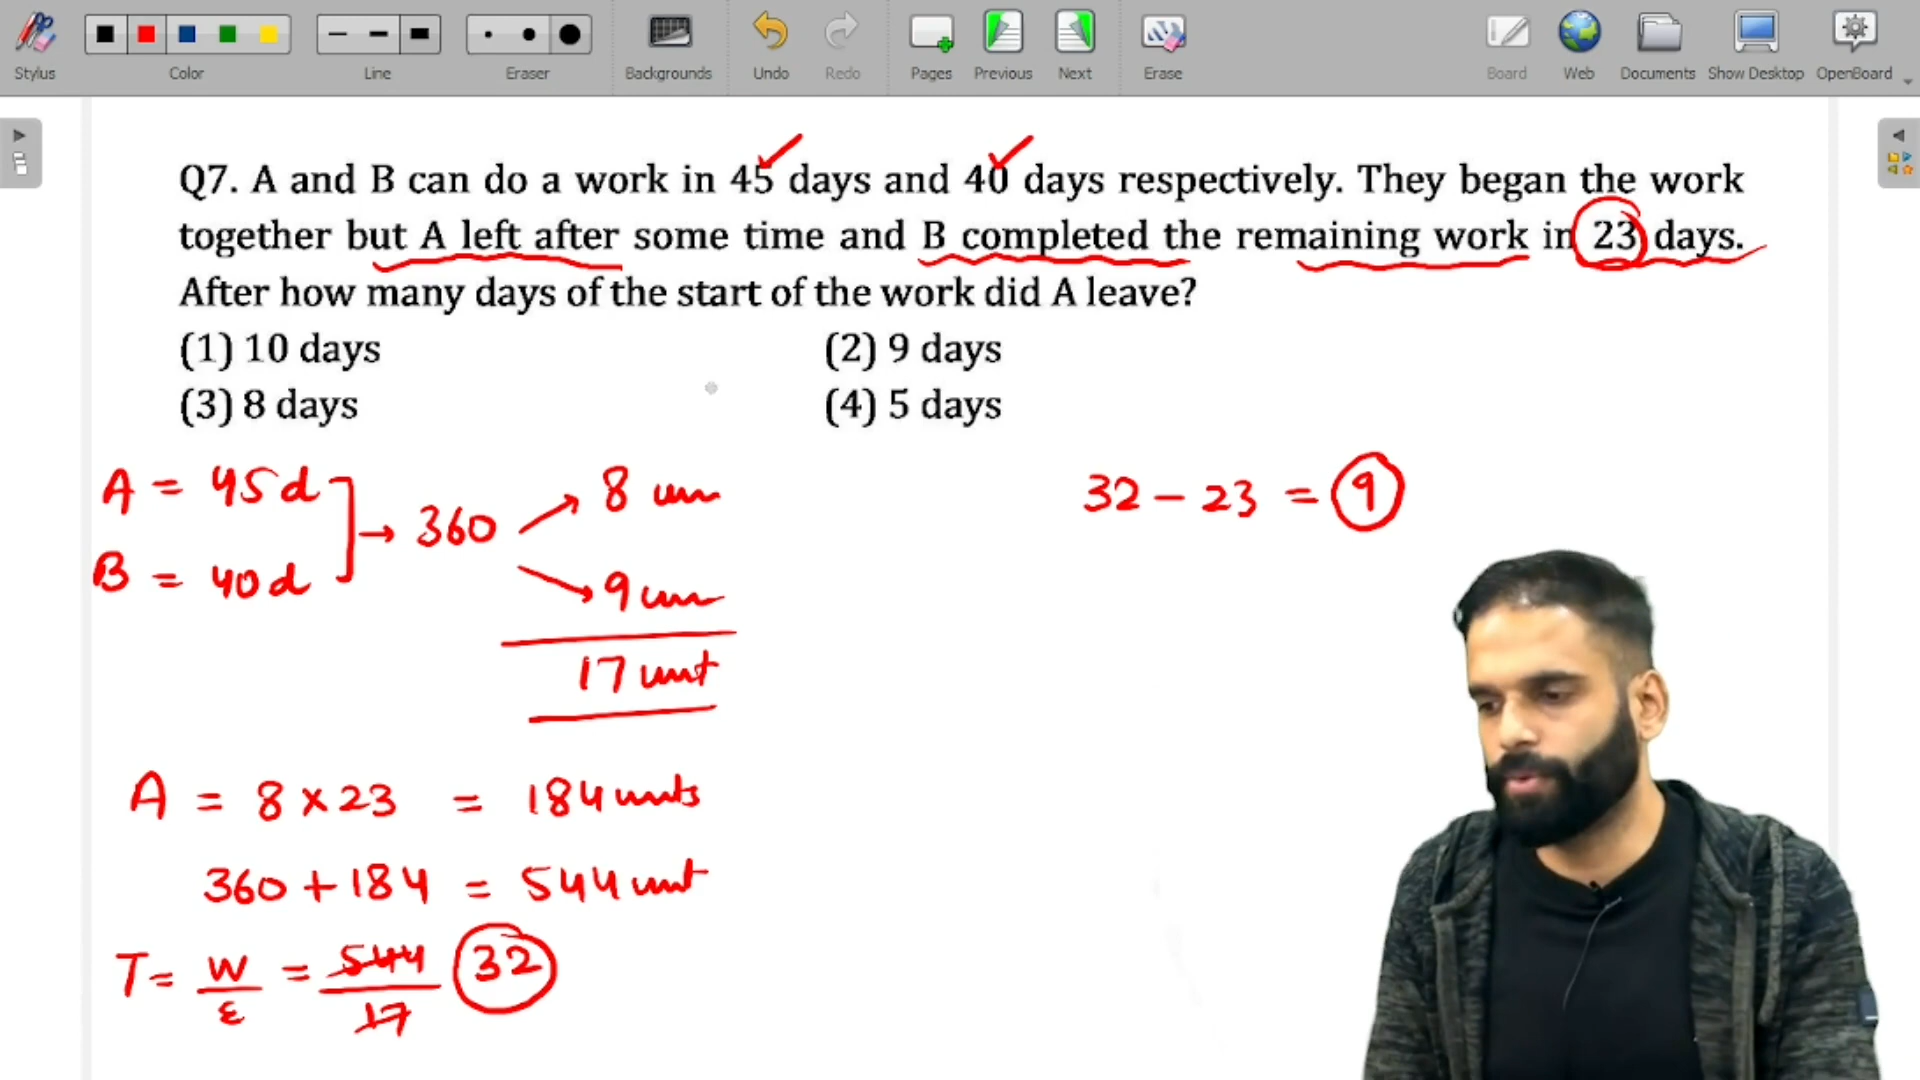 Stylus Color Line Eraser Backgrounds Undo Redo Pages Previous Next Erase Board Web Documents Show Desktop OpenBoard
Q7. A and B can do a work in 45 days and 40 days respectively. They began the work
together but A left after some time and B completed the remaining work in 23 days.
After how many days of the start of the work did A leave?
(1) 10 days (2) 9 days
(3) 8 days (4) 5 days
A = 45d → 360 8
B = 40d 9
17 unit
32 - 23 = 9
A = 8 × 23 = 184 units
360 + 184 = 544 unit
T = W/E = 544/17 32